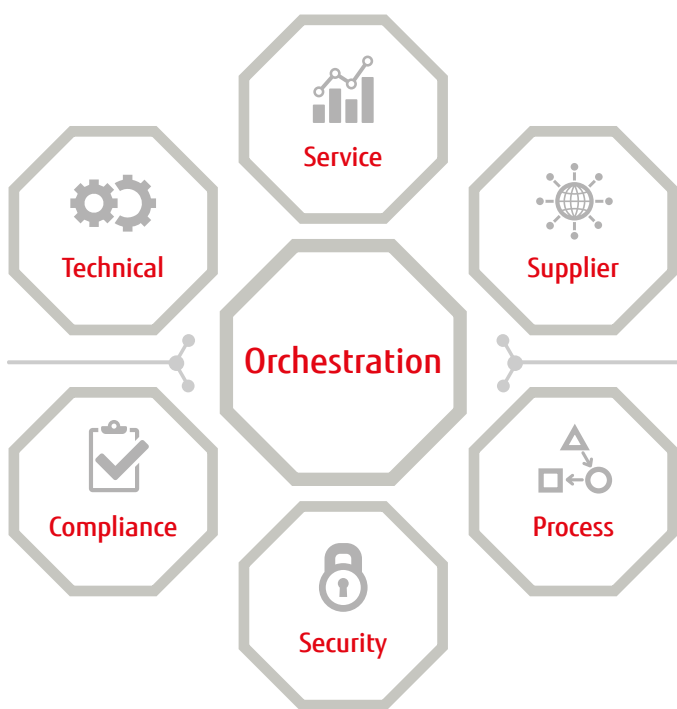 Service
Technical
Supplier
Orchestration
Compliance
Process
Security